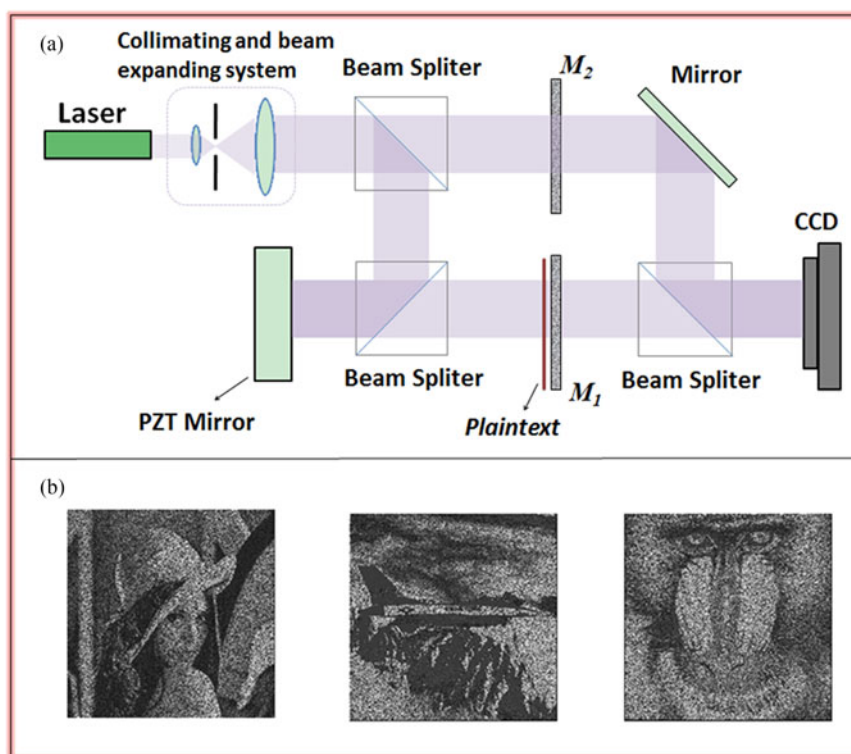 (a)
Collimating and beam
expanding system
Beam Spliter
M2
Mirror
Laser
CCD
Beam Spliter
M1
Beam Spliter
PZT Mirror
Plaintext
(b)